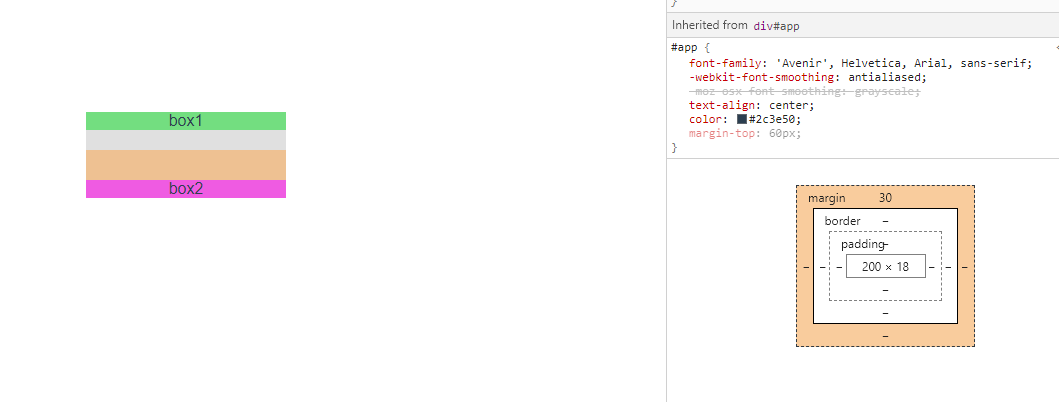 box1
box2
}
Inherited from div#app
#app {
font-family: 'Avenir', Helvetica, Arial, sans-serif;
-webkit-font-smoothing: antialiased;
-moz-osx-font-smoothing: grayscale;
text-align: center;
color: #2c3e50;
margin-top: 60px;
}
margin 30
border –
padding –
– – – 200 × 18 – – –
–
–
–